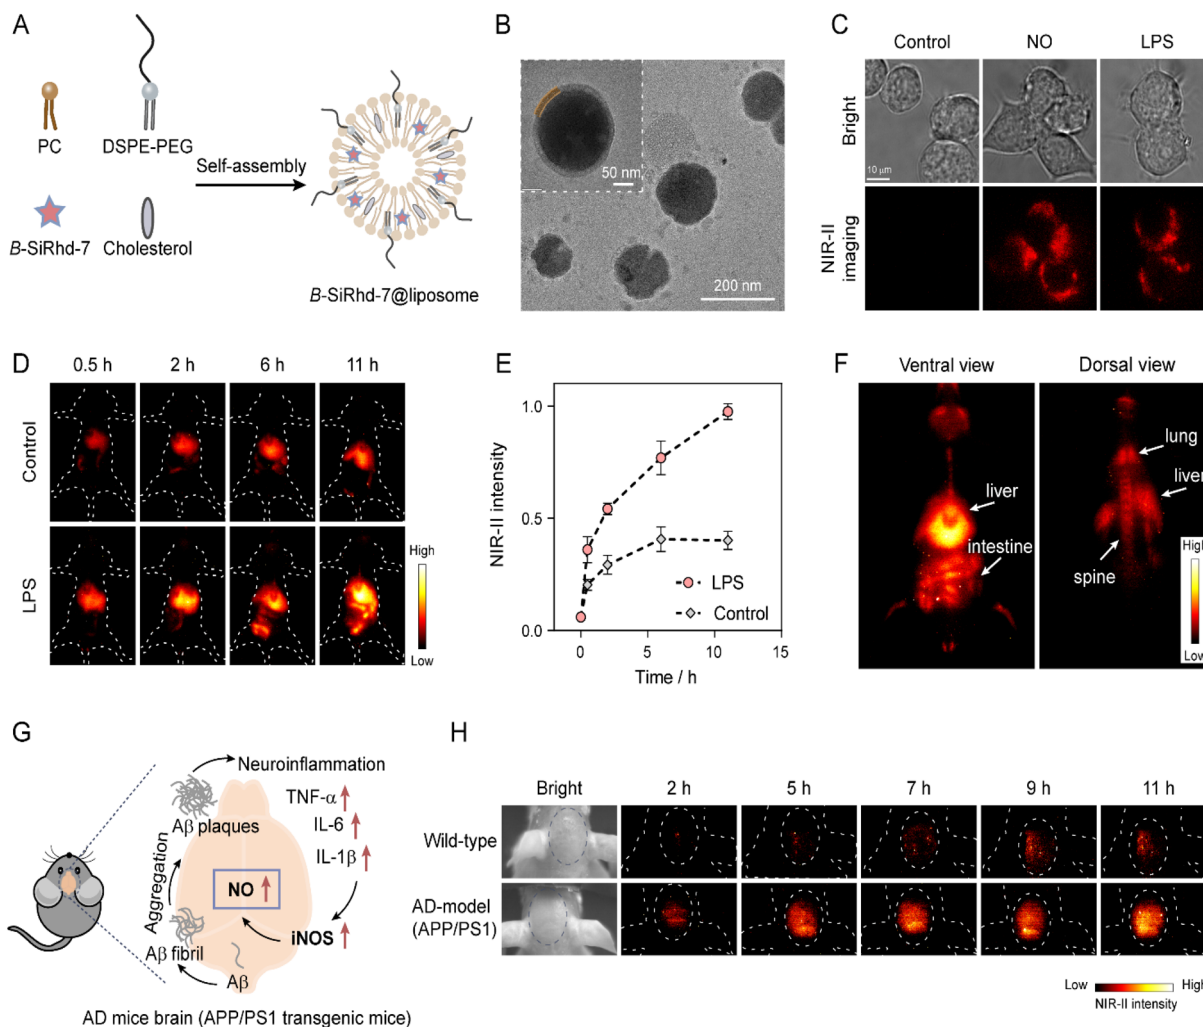 A
PC
DSPE-PEG
B-SiRhd-7
Cholesterol
Self-assembly
B-SiRhd-7@liposome
B
50 nm
200 nm
C
Control NO LPS
Bright
10 μm
NIR-II
imaging
D
0.5 h 2 h 6 h 11 h
Control
LPS
High
Low
E
NIR-II intensity
1.0
0.5
0.0
LPS
Control
0 5 10 15
Time / h
F
Ventral view Dorsal view
liver
intestine
lung
liver
spine
High
Low
G
Neuroinflammation
TNF-α
IL-6
IL-1β
Aβ plaques
Aggregation
NO
iNOS
Aβ fibril
Aβ
AD mice brain (APP/PS1 transgenic mice)
H
Bright 2 h 5 h 7 h 9 h 11 h
Wild-type
AD-model
(APP/PS1)
Low High
NIR-II intensity